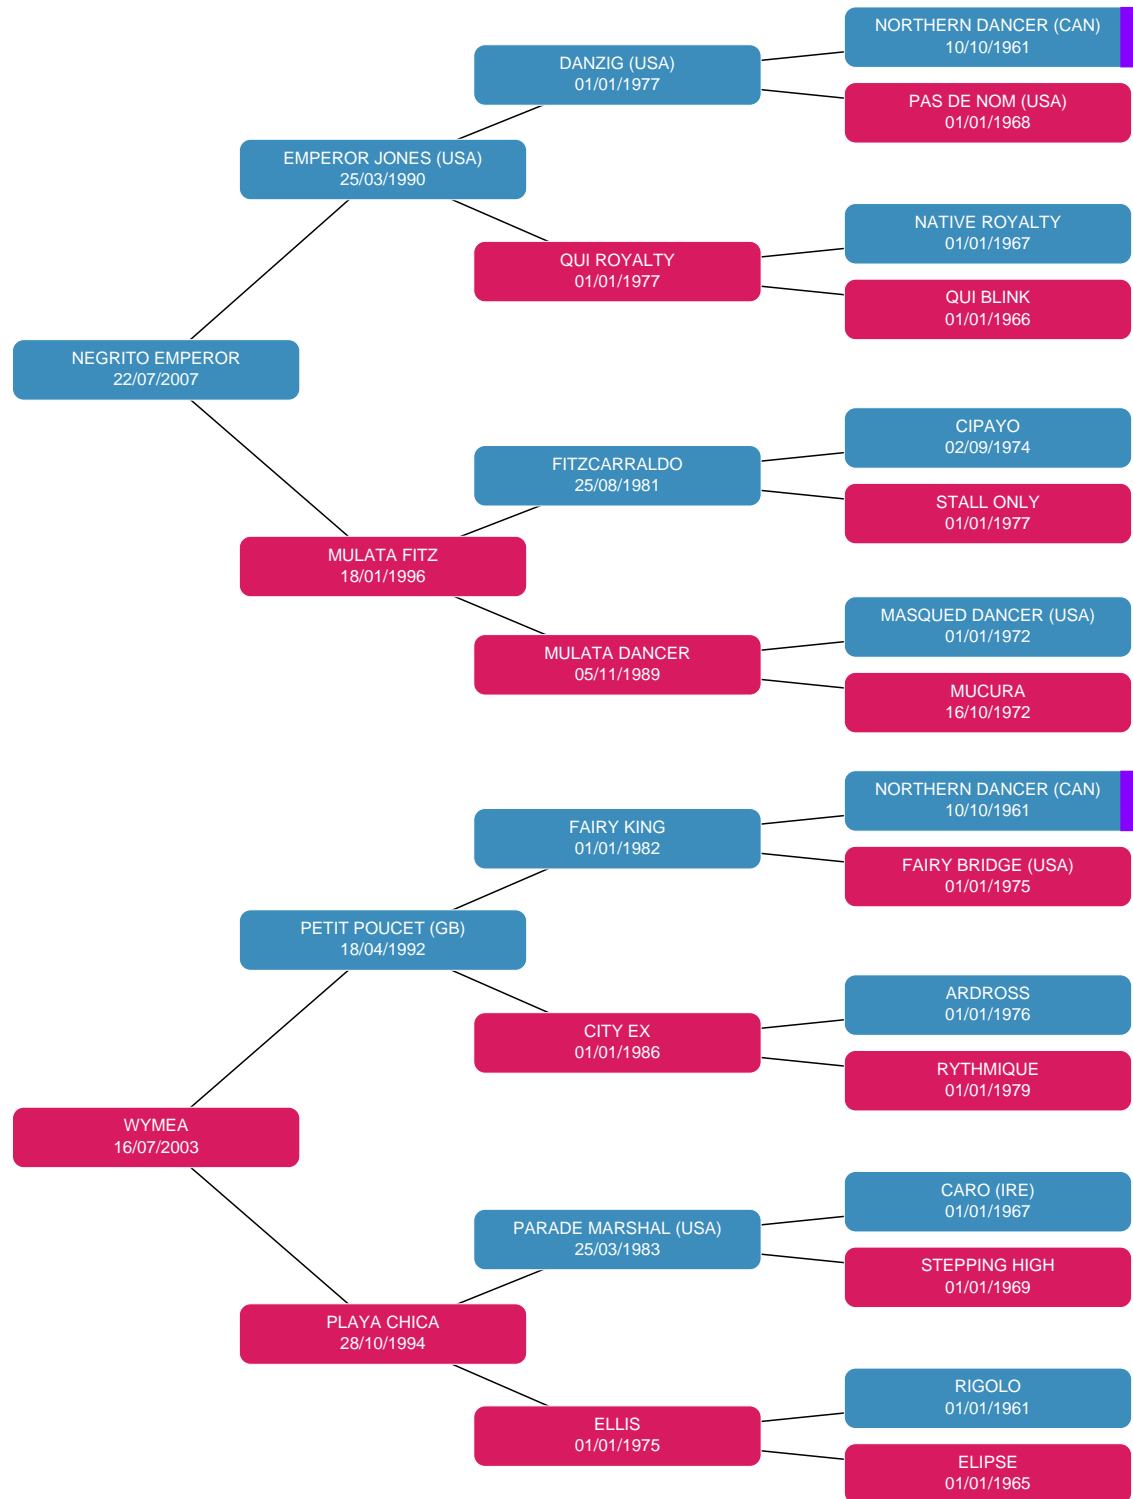 NORTHERN DANCER (CAN)
10/10/1961
DANZIG (USA)
01/01/1977
PAS DE NOM (USA)
01/01/1968
EMPEROR JONES (USA)
25/03/1990
NATIVE ROYALTY
01/01/1967
QUI ROYALTY
01/01/1977
QUI BLINK
01/01/1966
NEGRITO EMPEROR
22/07/2007
CIPAYO
02/09/1974
FITZCARRALDO
25/08/1981
STALL ONLY
01/01/1977
MULATA FITZ
18/01/1996
MASQUED DANCER (USA)
01/01/1972
MULATA DANCER
05/11/1989
MUCURA
16/10/1972
NORTHERN DANCER (CAN)
10/10/1961
FAIRY KING
01/01/1982
FAIRY BRIDGE (USA)
01/01/1975
PETIT POUCET (GB)
18/04/1992
ARDROSS
01/01/1976
CITY EX
01/01/1986
RYTHMIQUE
01/01/1979
WYMEA
16/07/2003
CARO (IRE)
01/01/1967
PARADE MARSHAL (USA)
25/03/1983
STEPPING HIGH
01/01/1969
PLAYA CHICA
28/10/1994
RIGOLO
01/01/1961
ELLIS
01/01/1975
ELIPSE
01/01/1965